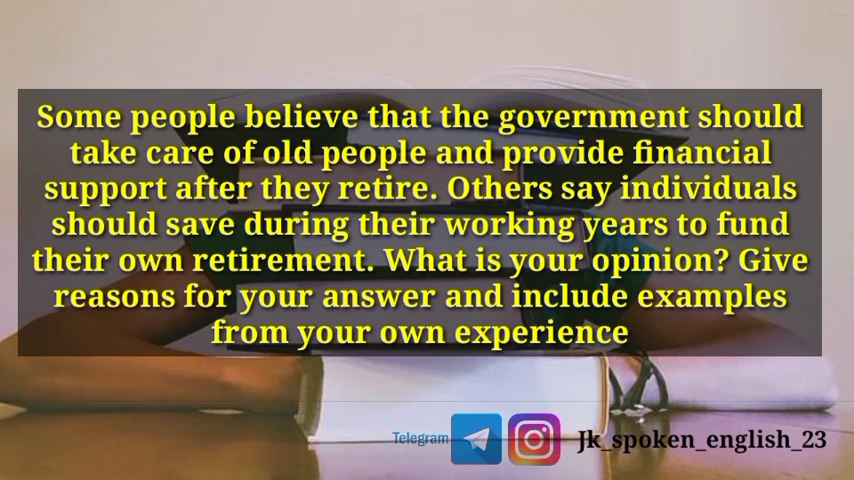 Some people believe that the government should
take care of old people and provide financial
support after they retire. Others say individuals
should save during their working years to fund
their own retirement. What is your opinion? Give
reasons for your answer and include examples
from your own experience
Telegram Jk_spoken_english_23